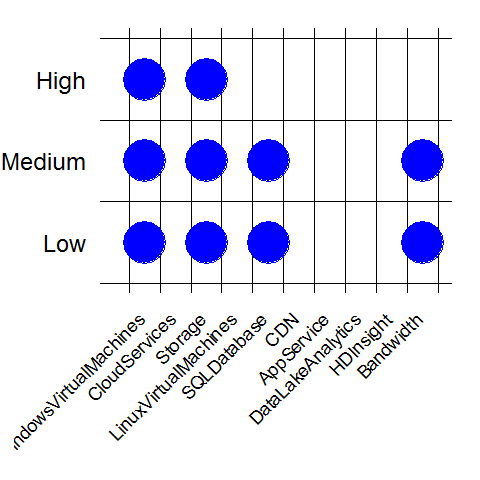 High
Medium
Low
ndowsVirtualMachines
CloudServices
Storage
LinuxVirtualMachines
SQLDatabase
CDN
AppService
DataLakeAnalytics
HDInsight
Bandwidth